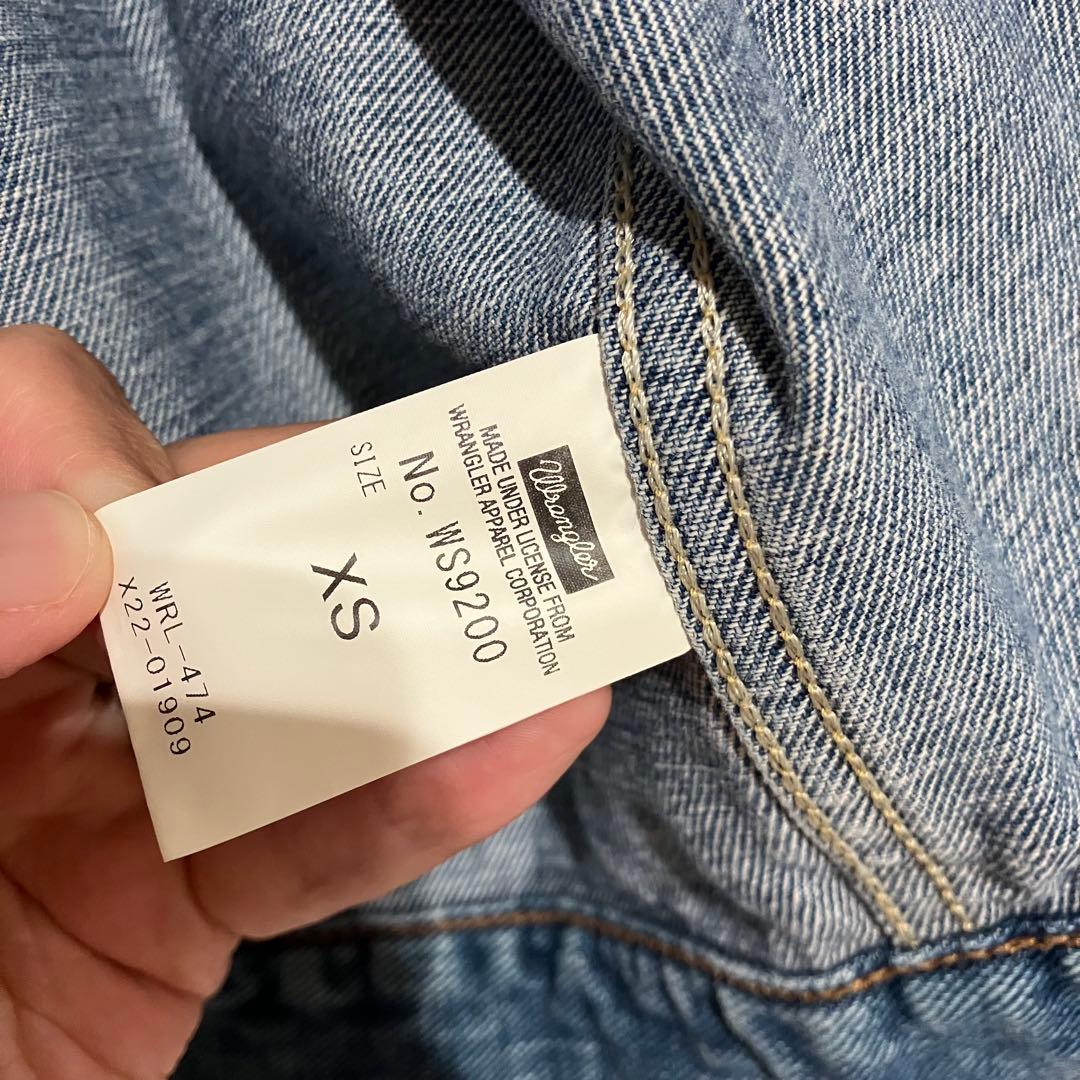 Wrangler
MADE UNDER LICENSE FROM
WRANGLER APPAREL CORPORATION
No. WS9200
SIZE
XS
WRL-474
X22-01909